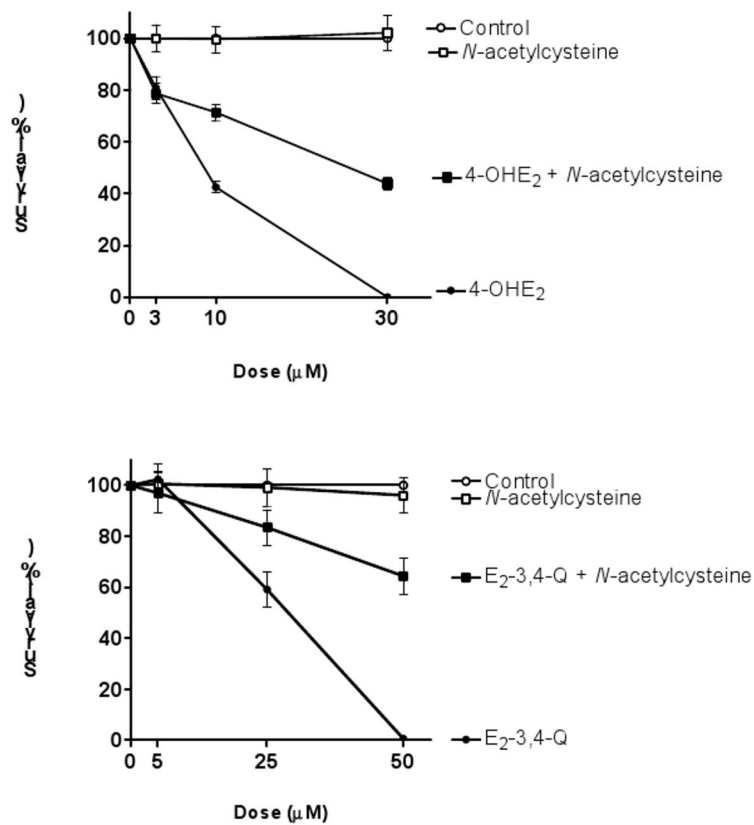 Survival (%)
100
80
60
40
20
0
0 3 10 30
Dose (μM)
Control
N-acetylcysteine
4-OHE2 + N-acetylcysteine
4-OHE2
Survival (%)
100
80
60
40
20
0
0 5 25 50
Dose (μM)
Control
N-acetylcysteine
E2-3,4-Q + N-acetylcysteine
E2-3,4-Q